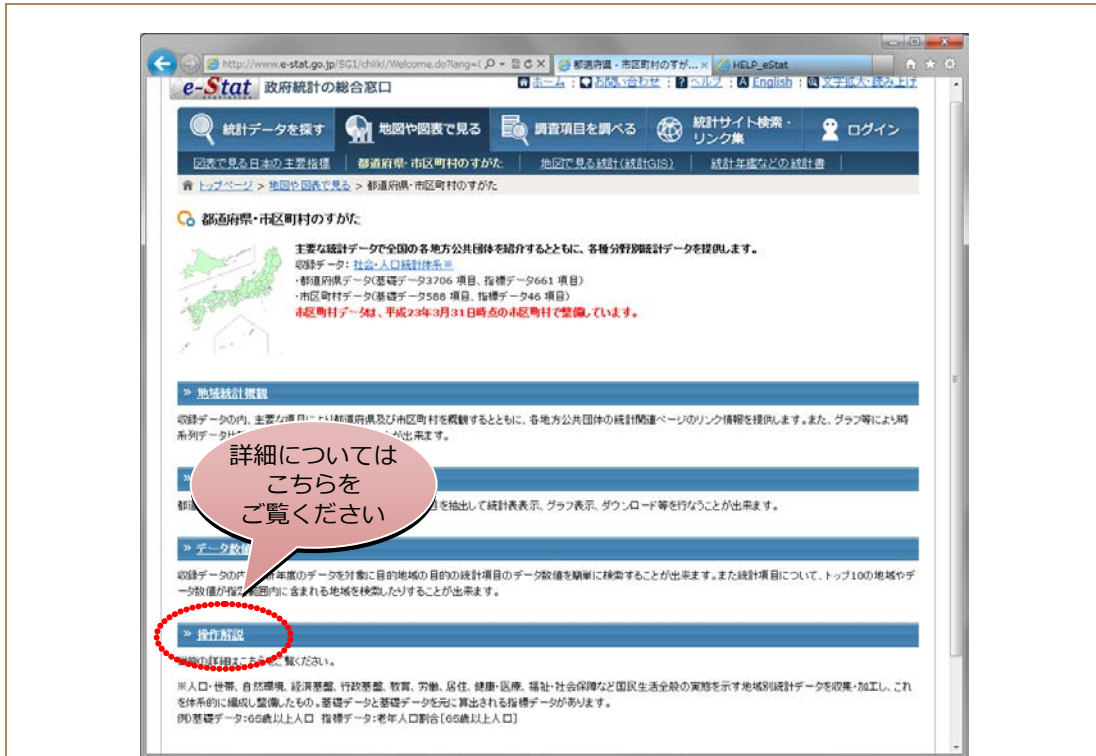 http://www.e-stat.go.jp/SG1/chiiki/Welcome.do?lang=(
都道府県・市区町村のすが...
HELP_eStat
e-Stat 政府統計の総合窓口
ホーム : お問い合わせ : ヘルプ : English : 文字拡大・読み上げ
統計データを探す
地図や図表で見る
調査項目を調べる
統計サイト検索・
リンク集
ログイン
図表で見る日本の主要指標
都道府県・市区町村のすがた
地図で見る統計(統計GIS)
統計年鑑などの統計書
トップページ > 地図や図表で見る > 都道府県・市区町村のすがた
都道府県・市区町村のすがた
主要な統計データで全国の各地方公共団体を紹介するとともに、各種分野別統計データを提供します。
収録データ: 社会・人口統計体系※
・都道府県データ(基礎データ3706 項目、指標データ661 項目)
・市区町村データ(基礎データ588 項目、指標データ46 項目)
市区町村データは、平成23年3月31日時点の市区町村で整備しています。
» 地域統計概観
収録データの内、主要な項目により都道府県及び市区町村を概観するとともに、各地方公共団体の統計関連ページのリンク情報を提供します。また、グラフ等により時
系列データ
が出来ます。
詳細については
こちらを
ご覧ください
»
都道
目を抽出して統計表表示、グラフ表示、ダウンロード等を行なうことが出来ます。
» データ数値
収録データの内
年度のデータを対象に目的地域の目的の統計項目のデータ数値を簡単に検索することが出来ます。また統計項目について、トップ10の地域やデ
ータ数値が指定範囲内に含まれる地域を検索したりすることが出来ます。
» 操作解説
の詳細はこちらをご覧ください。
※人口・世帯、自然環境、経済基盤、行政基盤、教育、労働、居住、健康・医療、福祉・社会保障など国民生活全般の実態を示す地域別統計データを収集・加工し、これ
を体系的に編成し整備したもの。基礎データと基礎データを元に算出される指標データがあります。
例)基礎データ:65歳以上人口 指標データ:老年人口割合[65歳以上人口]